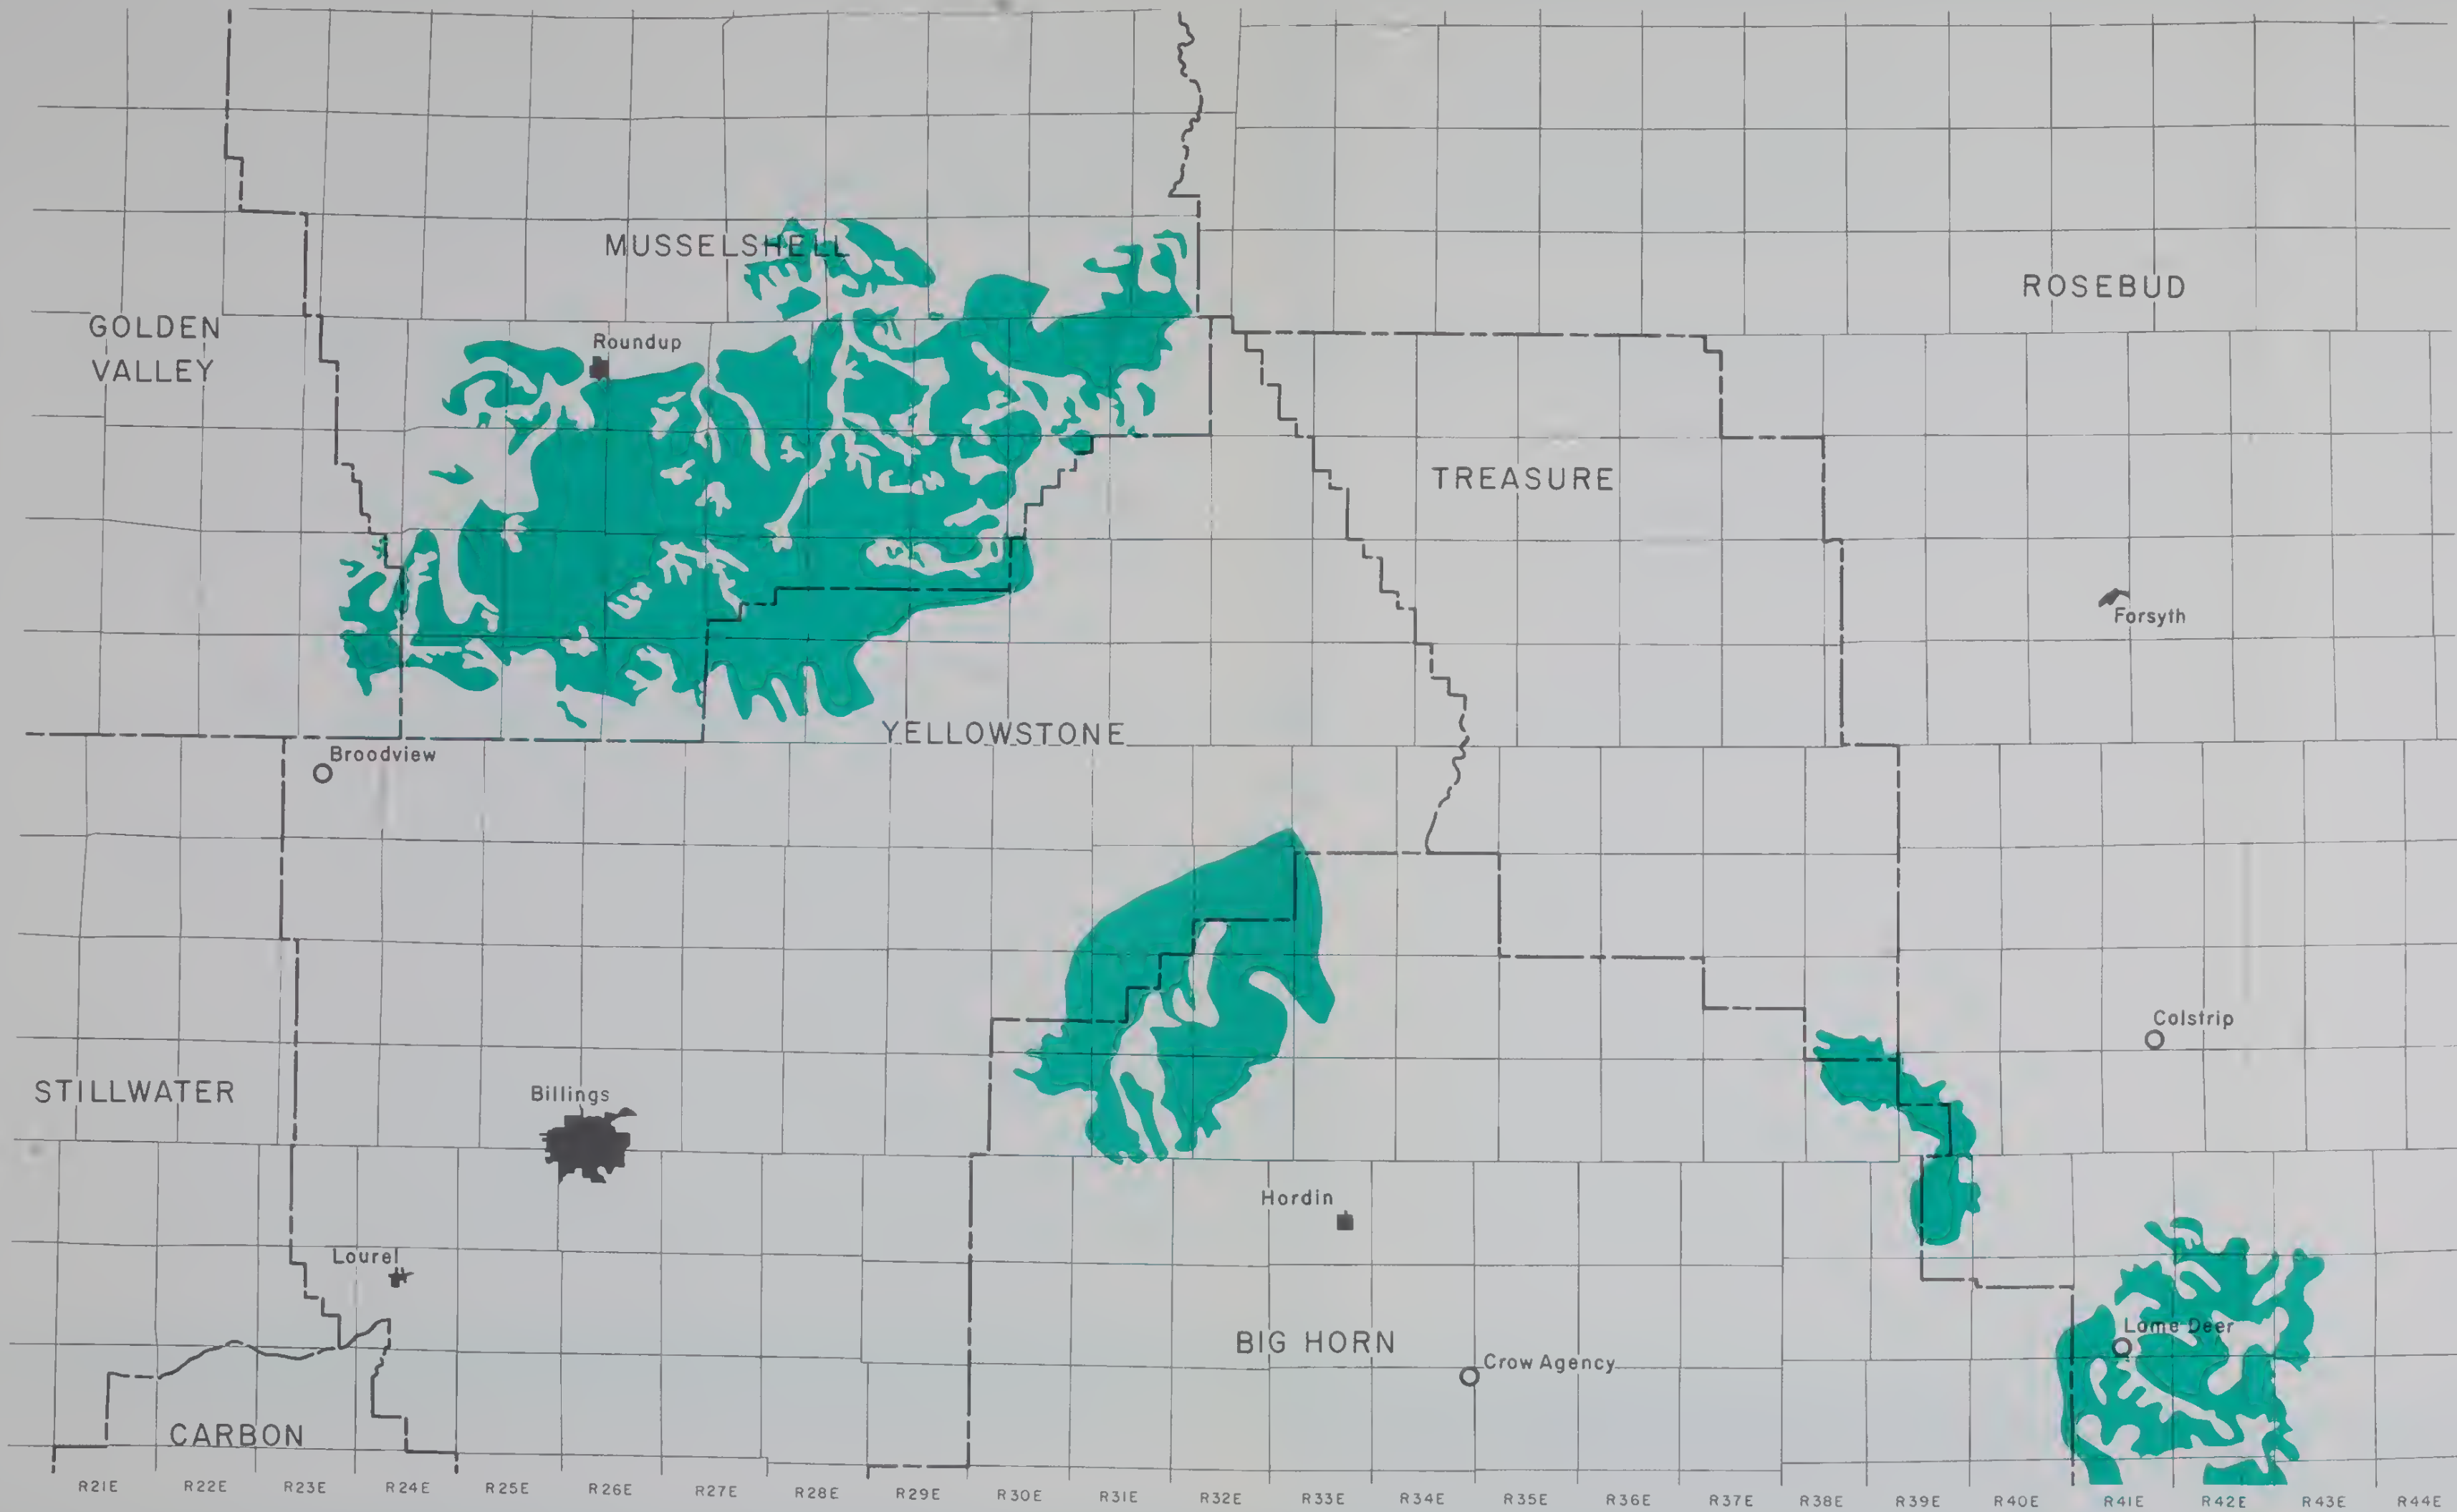 MUSSELSHELL
ROSEBUD
GOLDEN
VALLEY
Roundup
TREASURE
Forsyth
YELLOWSTONE
Broadview
Colstrip
STILLWATER
Billings
Hardin
Laurel
Lame Deer
BIG HORN
Crow Agency
CARBON
R21E R22E R23E R24E R25E R26E R27E R28E R29E R30E R31E R32E R33E R34E R35E R36E R37E R38E R39E R40E R41E R42E R43E R44E